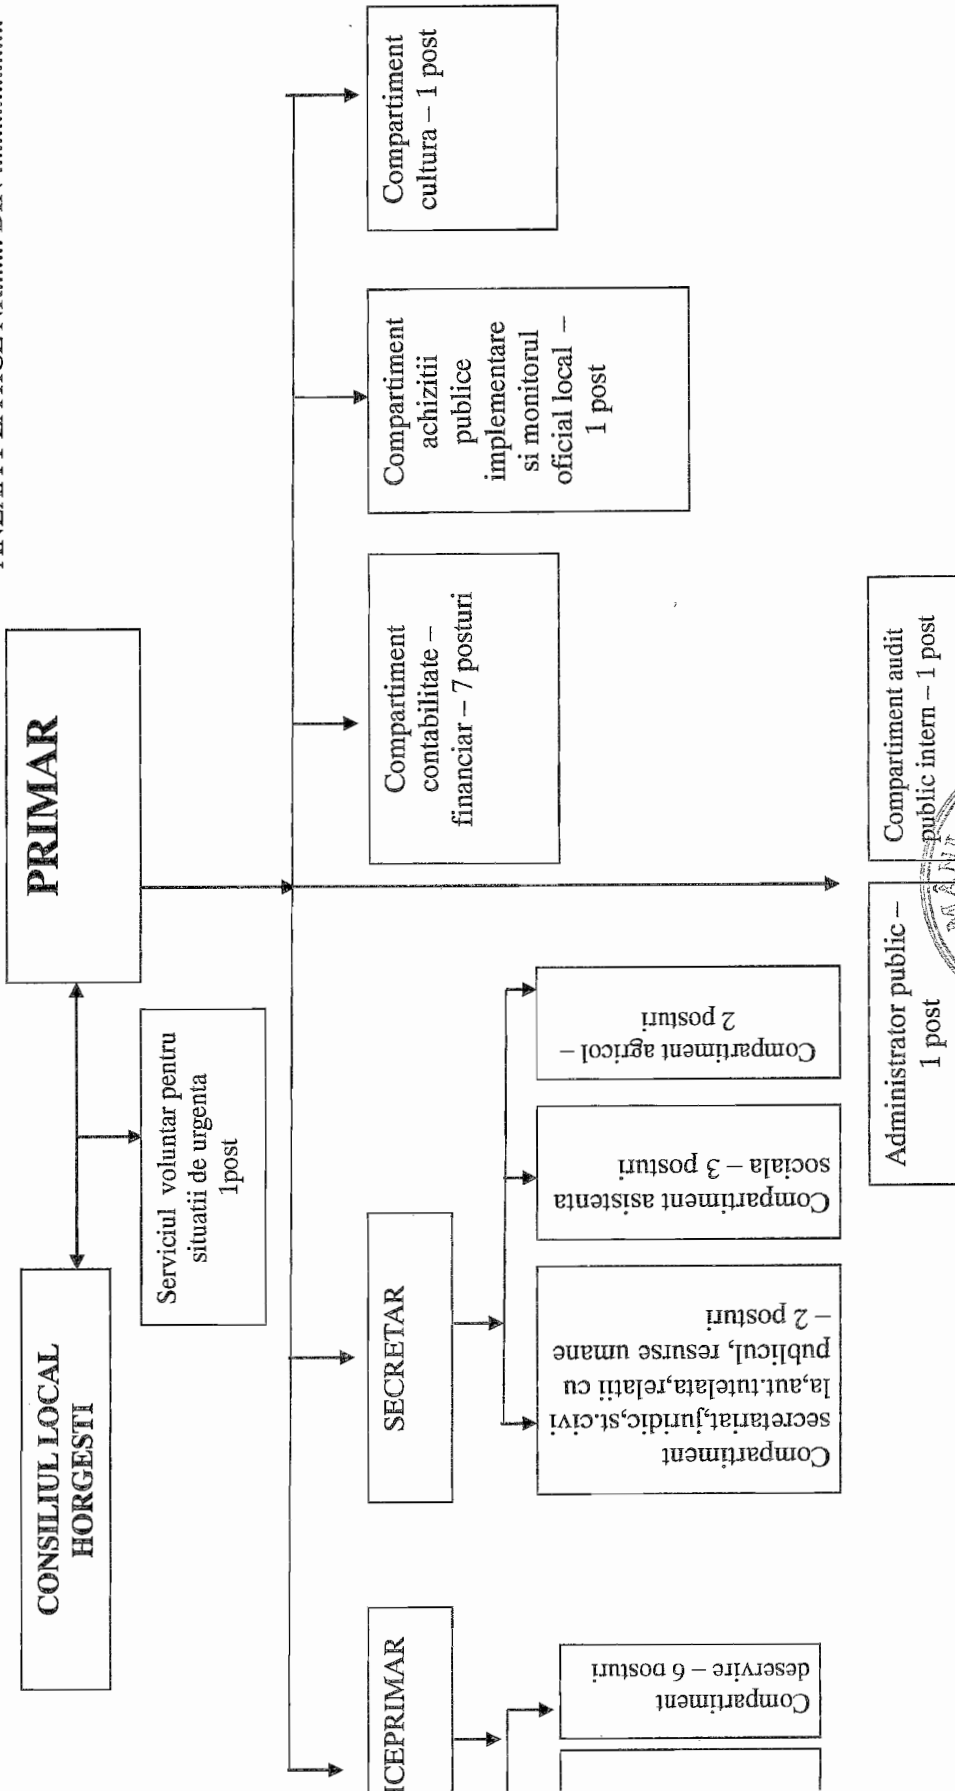 CONSILIUL LOCAL
HORGESTI
PRIMAR
Serviciul voluntar pentru
situatii de urgenta
1post
SECRETAR
Compartiment
secretariat,juridic,st.civi
la,aut.tutelata,relatii cu
publicul, resurse umane
– 2 posturi
Compartiment asistenta
sociala – 3 posturi
Compartiment agricol –
2 posturi
Compartiment
deservire – 6 posturi
Compartiment
contabilitate –
financiar – 7 posturi
Compartiment
achizitii
publice
implementare
si monitorul
oficial local –
1 post
Compartiment
cultura – 1 post
Administrator public –
1 post
Compartiment audit
public intern – 1 post